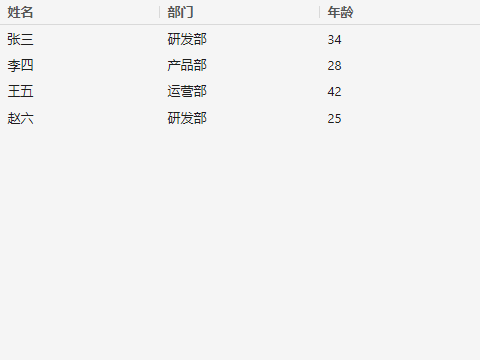 姓名 部门 年龄
张三 研发部 34
李四 产品部 28
王五 运营部 42
赵六 研发部 25